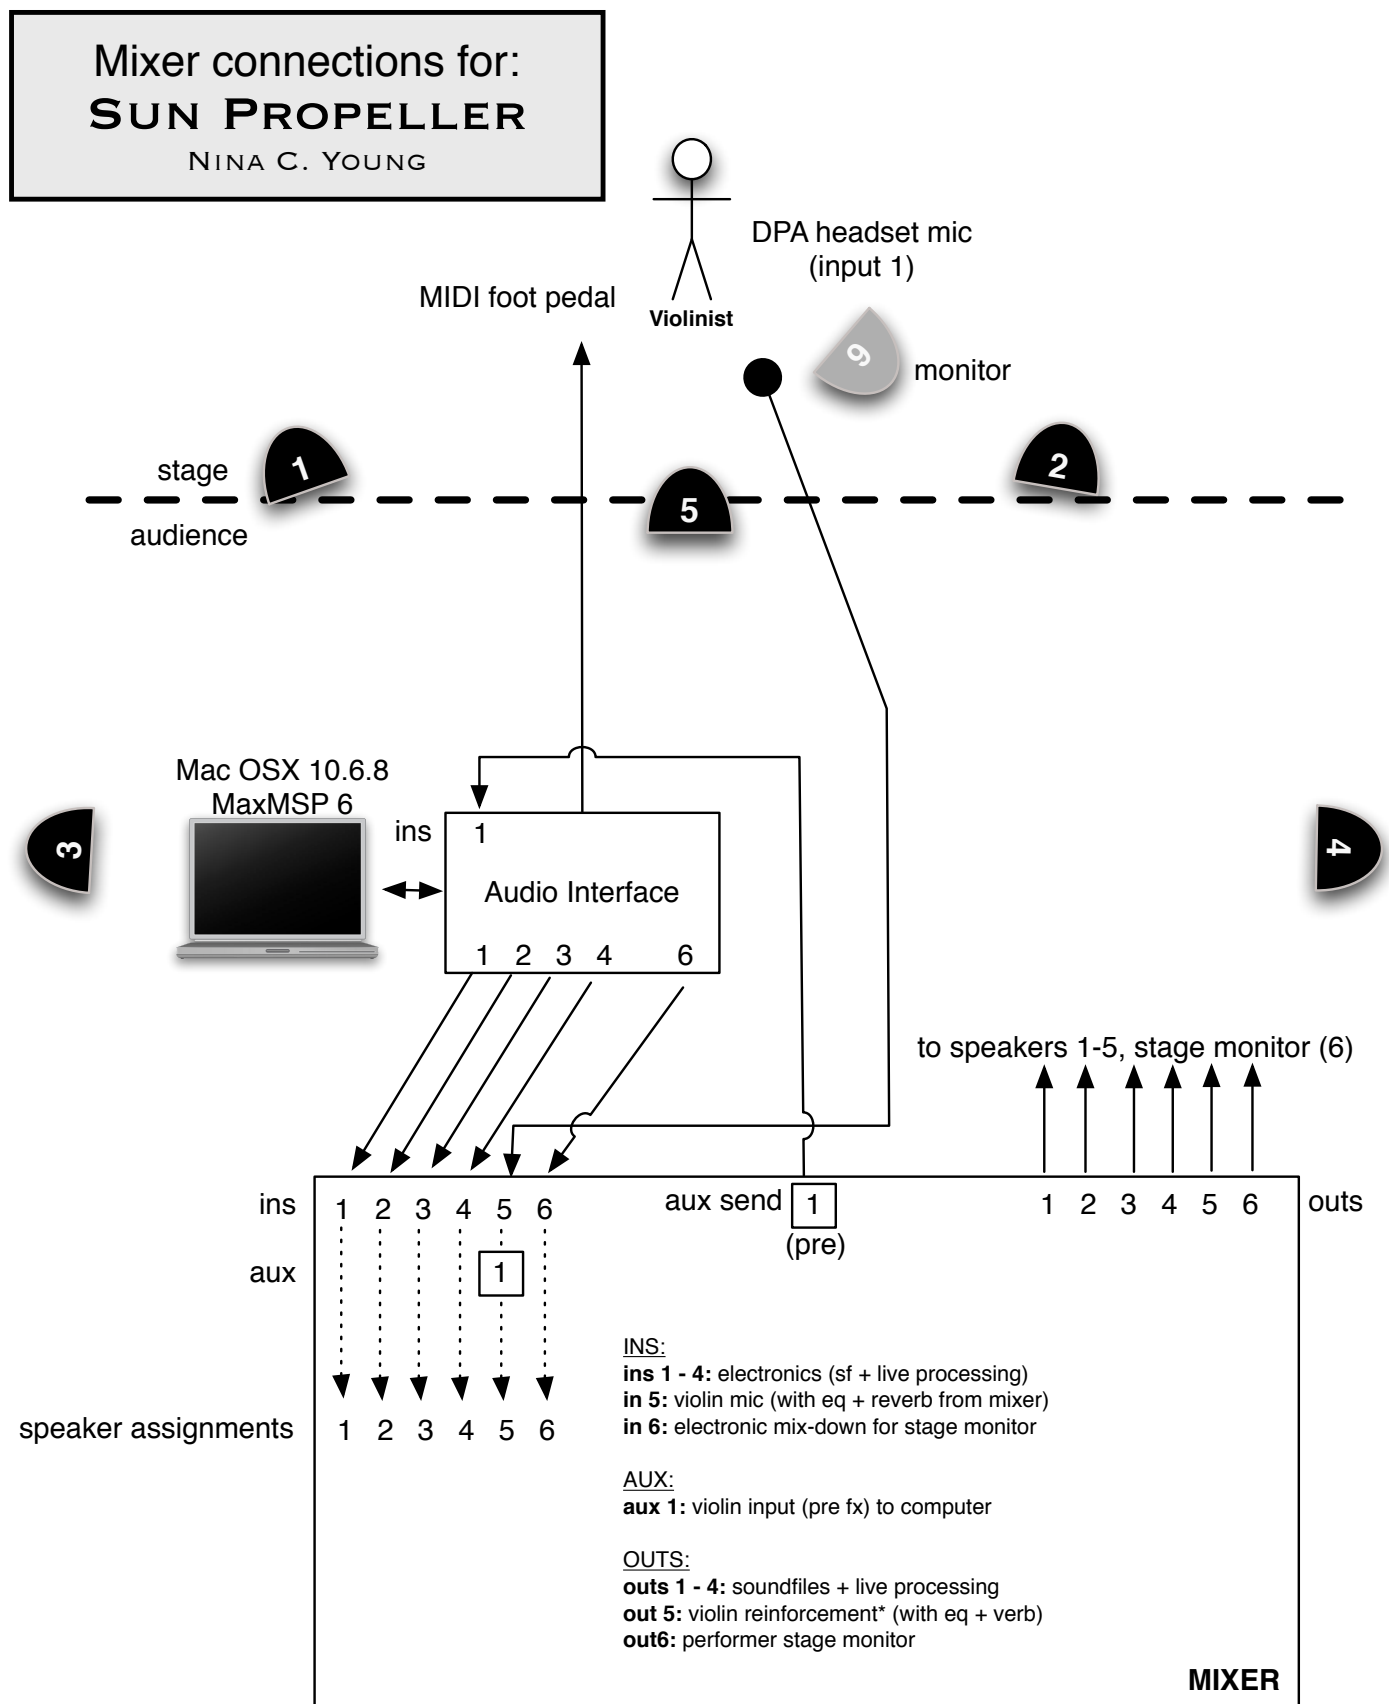 Mixer connections for:
SUN PROPELLER
NINA C. YOUNG
DPA headset mic
(input 1)
MIDI foot pedal
Violinist
6
monitor
stage
1
2
5
audience
Mac OSX 10.6.8
MaxMSP 6
ins
1
3
4
Audio Interface
1 2 3 4 6
to speakers 1-5, stage monitor (6)
ins
1 2 3 4 5 6
aux send
1
(pre)
1 2 3 4 5 6
outs
aux
1
speaker assignments
1 2 3 4 5 6
INS:
ins 1 - 4: electronics (sf + live processing)
in 5: violin mic (with eq + reverb from mixer)
in 6: electronic mix-down for stage monitor
AUX:
aux 1: violin input (pre fx) to computer
OUTS:
outs 1 - 4: soundfiles + live processing
out 5: violin reinforcement* (with eq + verb)
out6: performer stage monitor
MIXER